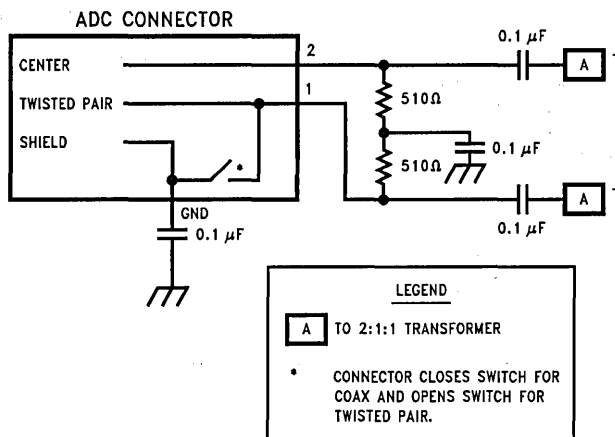 ADC CONNECTOR
CENTER
TWISTED PAIR
SHIELD
*
2
1
GND
0.1 µF
510Ω
510Ω
0.1 µF
0.1 µF
A
0.1 µF
A
LEGEND
A TO 2:1:1 TRANSFORMER
* CONNECTOR CLOSES SWITCH FOR
COAX AND OPENS SWITCH FOR
TWISTED PAIR.